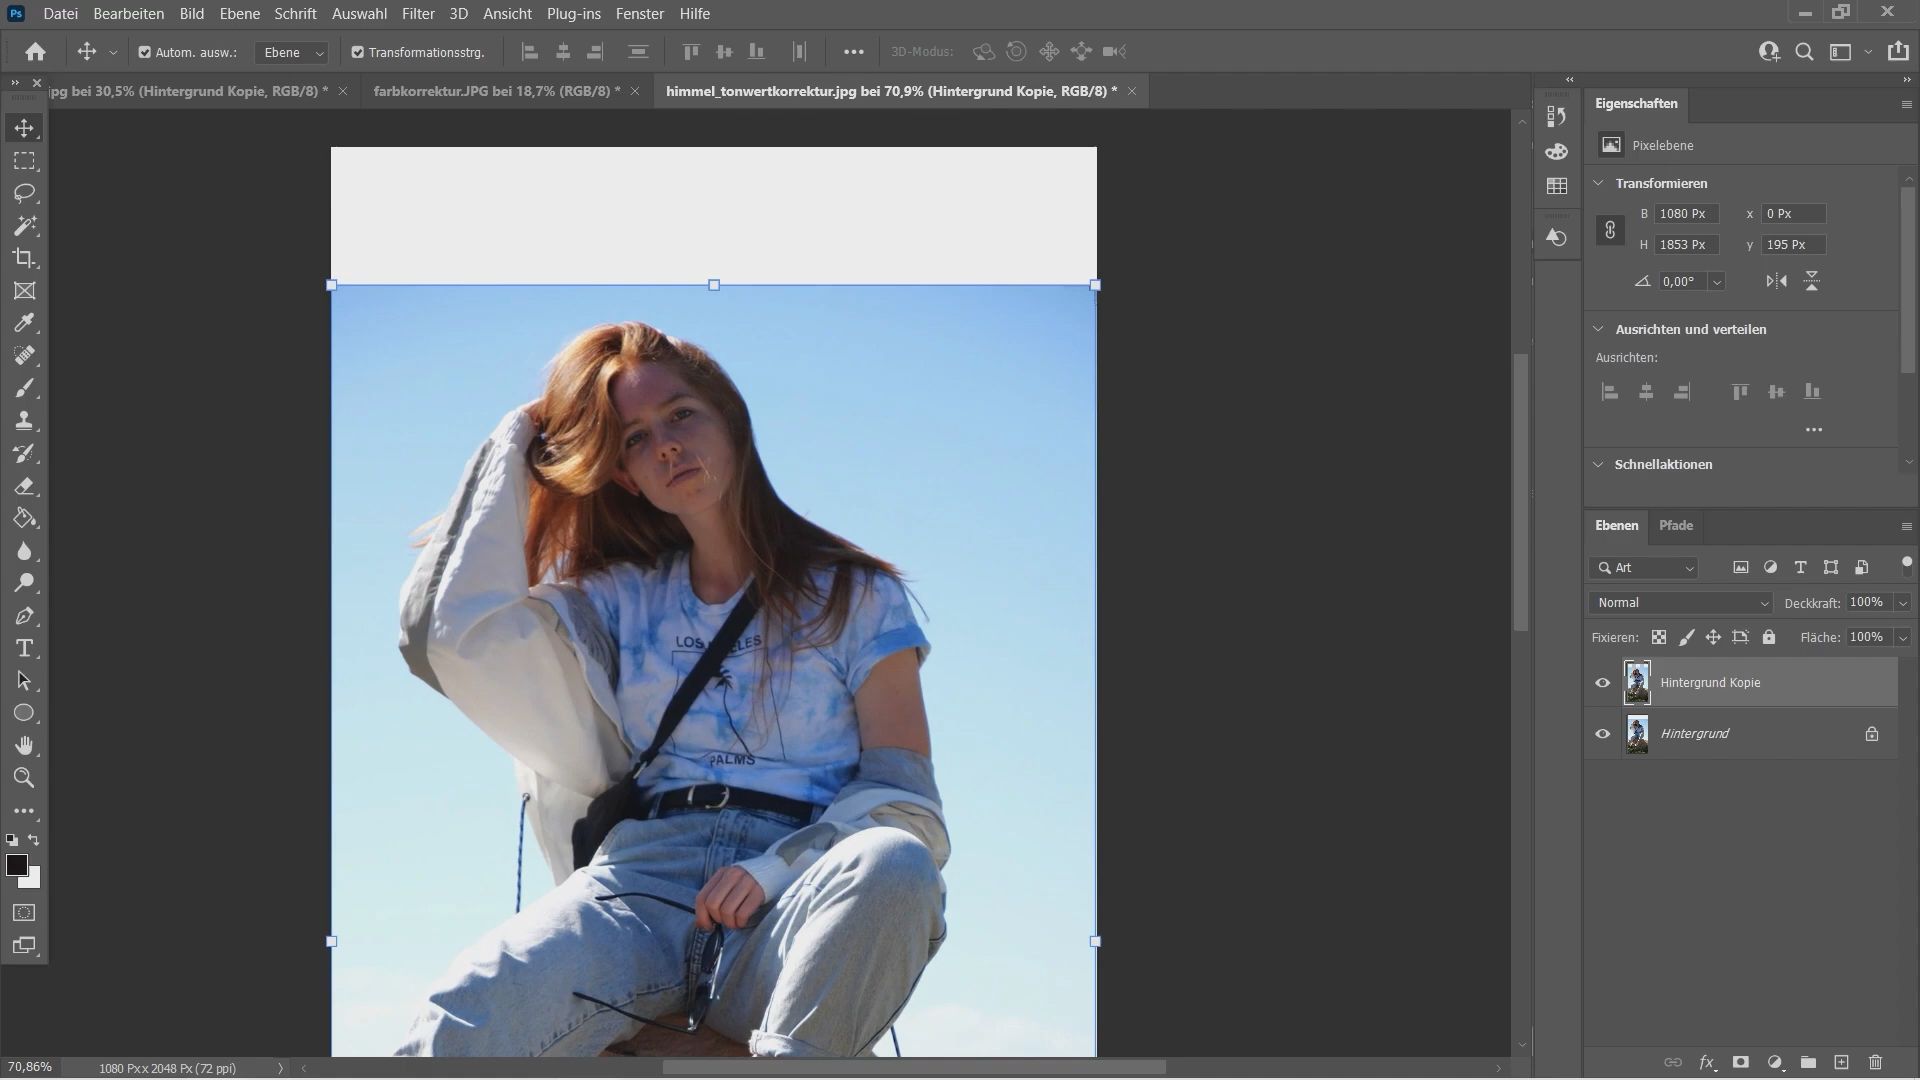 Ps Datei Bearbeiten Bild Ebene Schrift Auswahl Filter 3D Ansicht Plug-ins Fenster Hilfe
Autom. ausw.: Ebene Transformationsstrg. 3D-Modus:
jpg bei 30,5% (Hintergrund Kopie, RGB/8) * farbkorrektur.JPG bei 18,7% (RGB/8) * himmel_tonwertkorrektur.jpg bei 70,9% (Hintergrund Kopie, RGB/8) *
Eigenschaften
Pixelebene
Transformieren
B 1080 Px x 0 Px
H 1853 Px y 195 Px
0,00°
Ausrichten und verteilen
Ausrichten:
Schnellaktionen
Ebenen Pfade
Art
Normal Deckkraft: 100%
Fixieren: Fläche: 100%
Hintergrund Kopie
Hintergrund
PALMS
70,86% 1080 Px x 2048 Px (72 ppi)